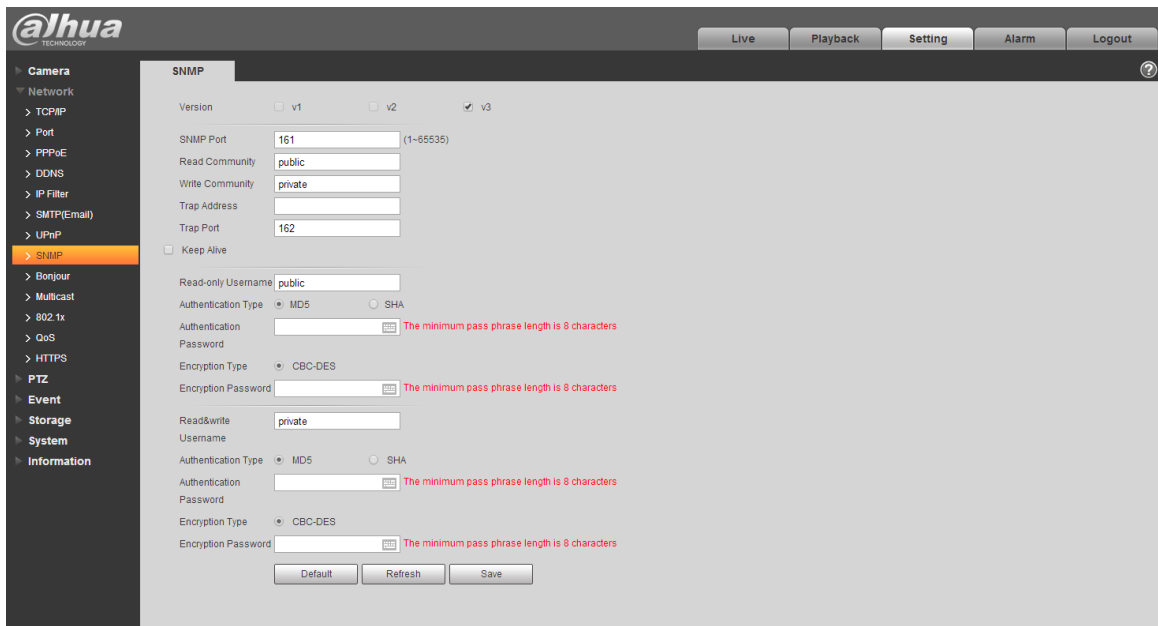 alhua
TECHNOLOGY
Live Playback Setting Alarm Logout
Camera
Network
TCP/IP
Port
PPPoE
DDNS
IP Filter
SMTP(Email)
UPnP
SNMP
Bonjour
Multicast
802.1x
QoS
HTTPS
PTZ
Event
Storage
System
Information
SNMP
Version v1 v2 v3
SNMP Port 161 (1~65535)
Read Community public
Write Community private
Trap Address
Trap Port 162
Keep Alive
Read-only Username public
Authentication Type MD5 SHA
Authentication The minimum pass phrase length is 8 characters
Password
Encryption Type CBC-DES
Encryption Password The minimum pass phrase length is 8 characters
Read&write private
Username
Authentication Type MD5 SHA
Authentication The minimum pass phrase length is 8 characters
Password
Encryption Type CBC-DES
Encryption Password The minimum pass phrase length is 8 characters
Default Refresh Save